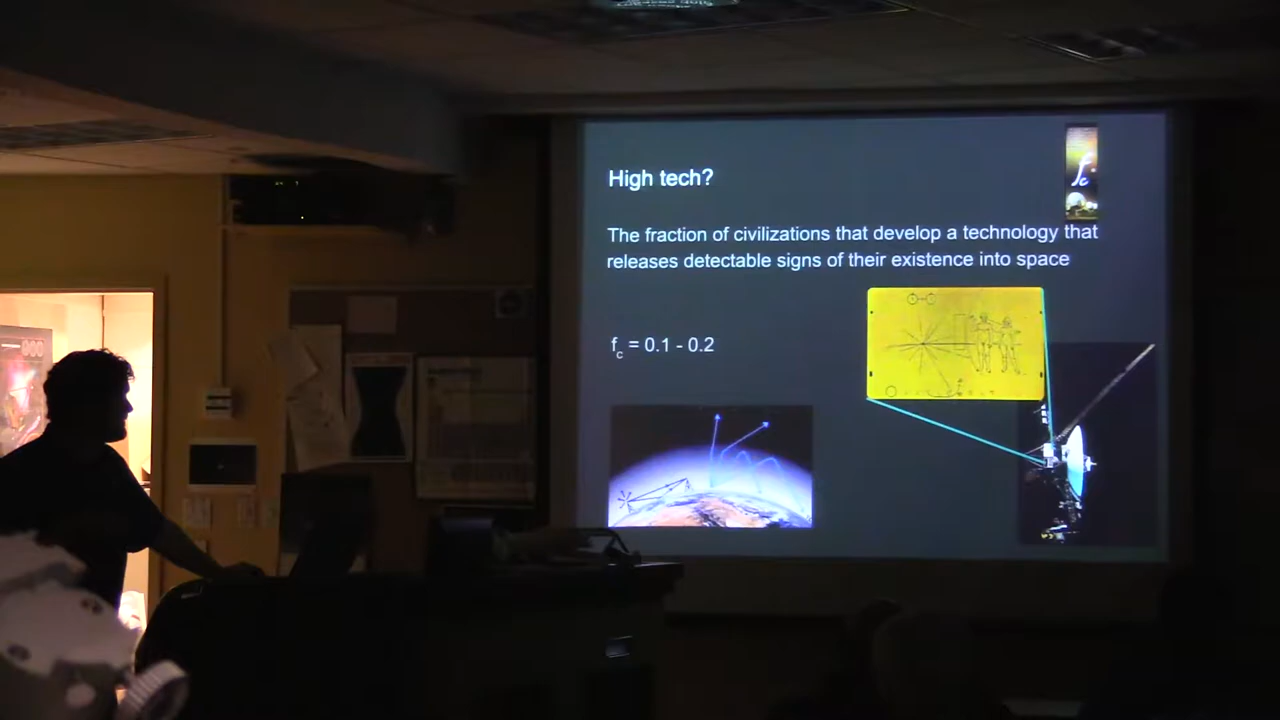 High tech?
fc
The fraction of civilizations that develop a technology that
releases detectable signs of their existence into space
fc = 0.1 - 0.2